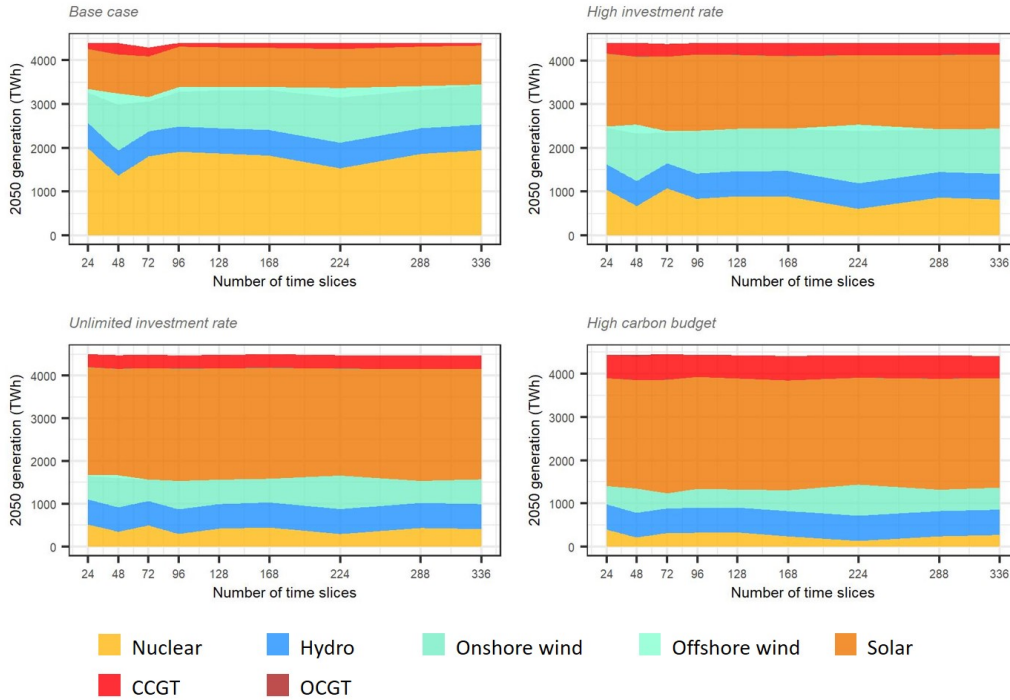 Base case
High investment rate
2050 generation (TWh)
4000
3000
2000
1000
0
24 48 72 96 128 168 224 288 336
Number of time slices
2050 generation (TWh)
4000
3000
2000
1000
0
24 48 72 96 128 168 224 288 336
Number of time slices
Unlimited investment rate
High carbon budget
2050 generation (TWh)
4000
3000
2000
1000
0
24 48 72 96 128 168 224 288 336
Number of time slices
2050 generation (TWh)
4000
3000
2000
1000
0
24 48 72 96 128 168 224 288 336
Number of time slices
Nuclear Hydro Onshore wind Offshore wind Solar
CCGT OCGT